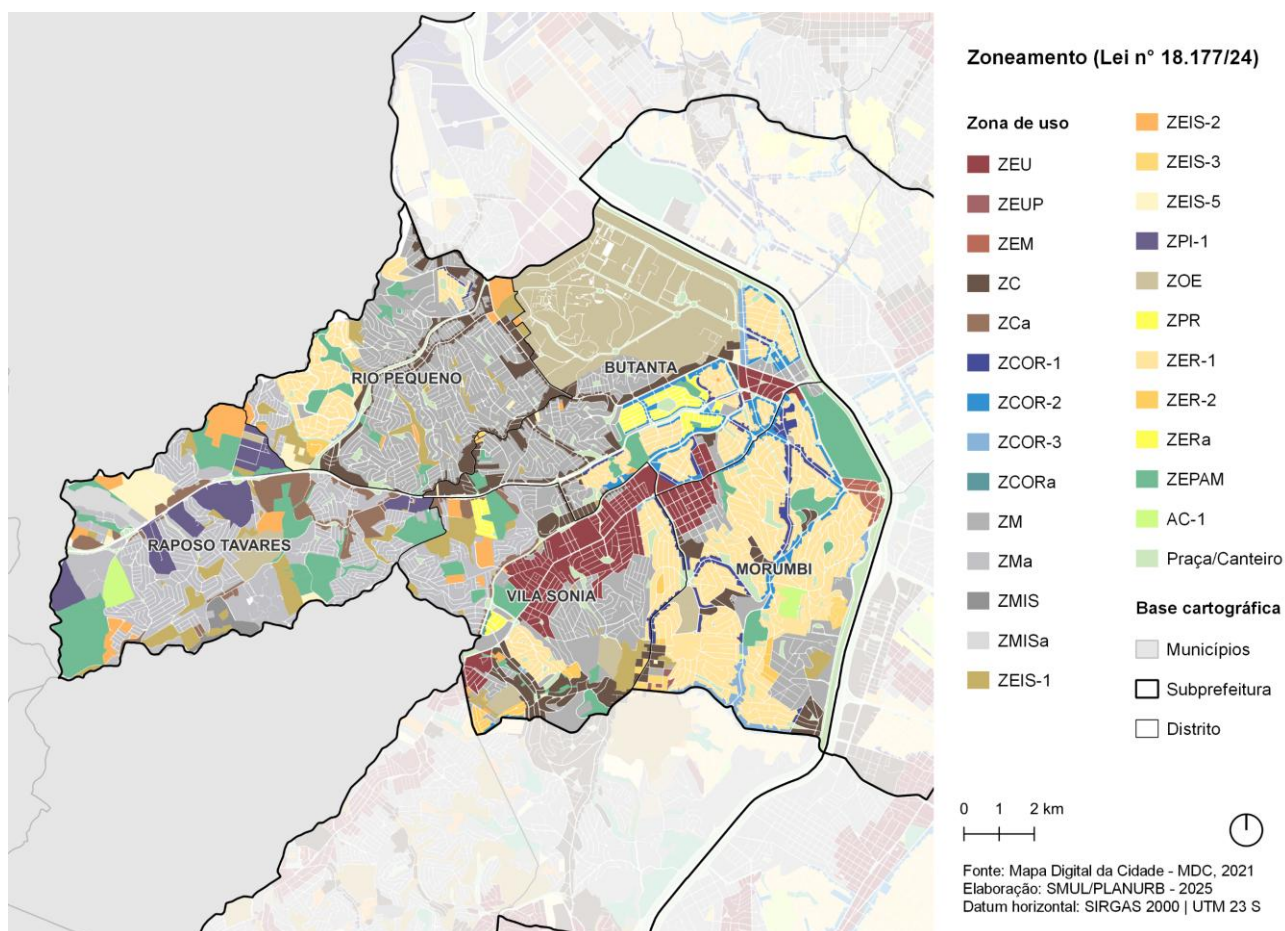 RIO PEQUENO
BUTANTA
RAPOSO TAVARES
VILA SONIA
MORUMBI
Zoneamento (Lei n° 18.177/24)
Zona de uso
ZEU
ZEUP
ZEM
ZC
ZCa
ZCOR-1
ZCOR-2
ZCOR-3
ZCORa
ZM
ZMa
ZMIS
ZMISa
ZEIS-1
ZEIS-2
ZEIS-3
ZEIS-5
ZPI-1
ZOE
ZPR
ZER-1
ZER-2
ZERa
ZEPAM
AC-1
Praça/Canteiro
Base cartográfica
Municípios
Subprefeitura
Distrito
0 1 2 km
Fonte: Mapa Digital da Cidade - MDC, 2021
Elaboração: SMUL/PLANURB - 2025
Datum horizontal: SIRGAS 2000 | UTM 23 S